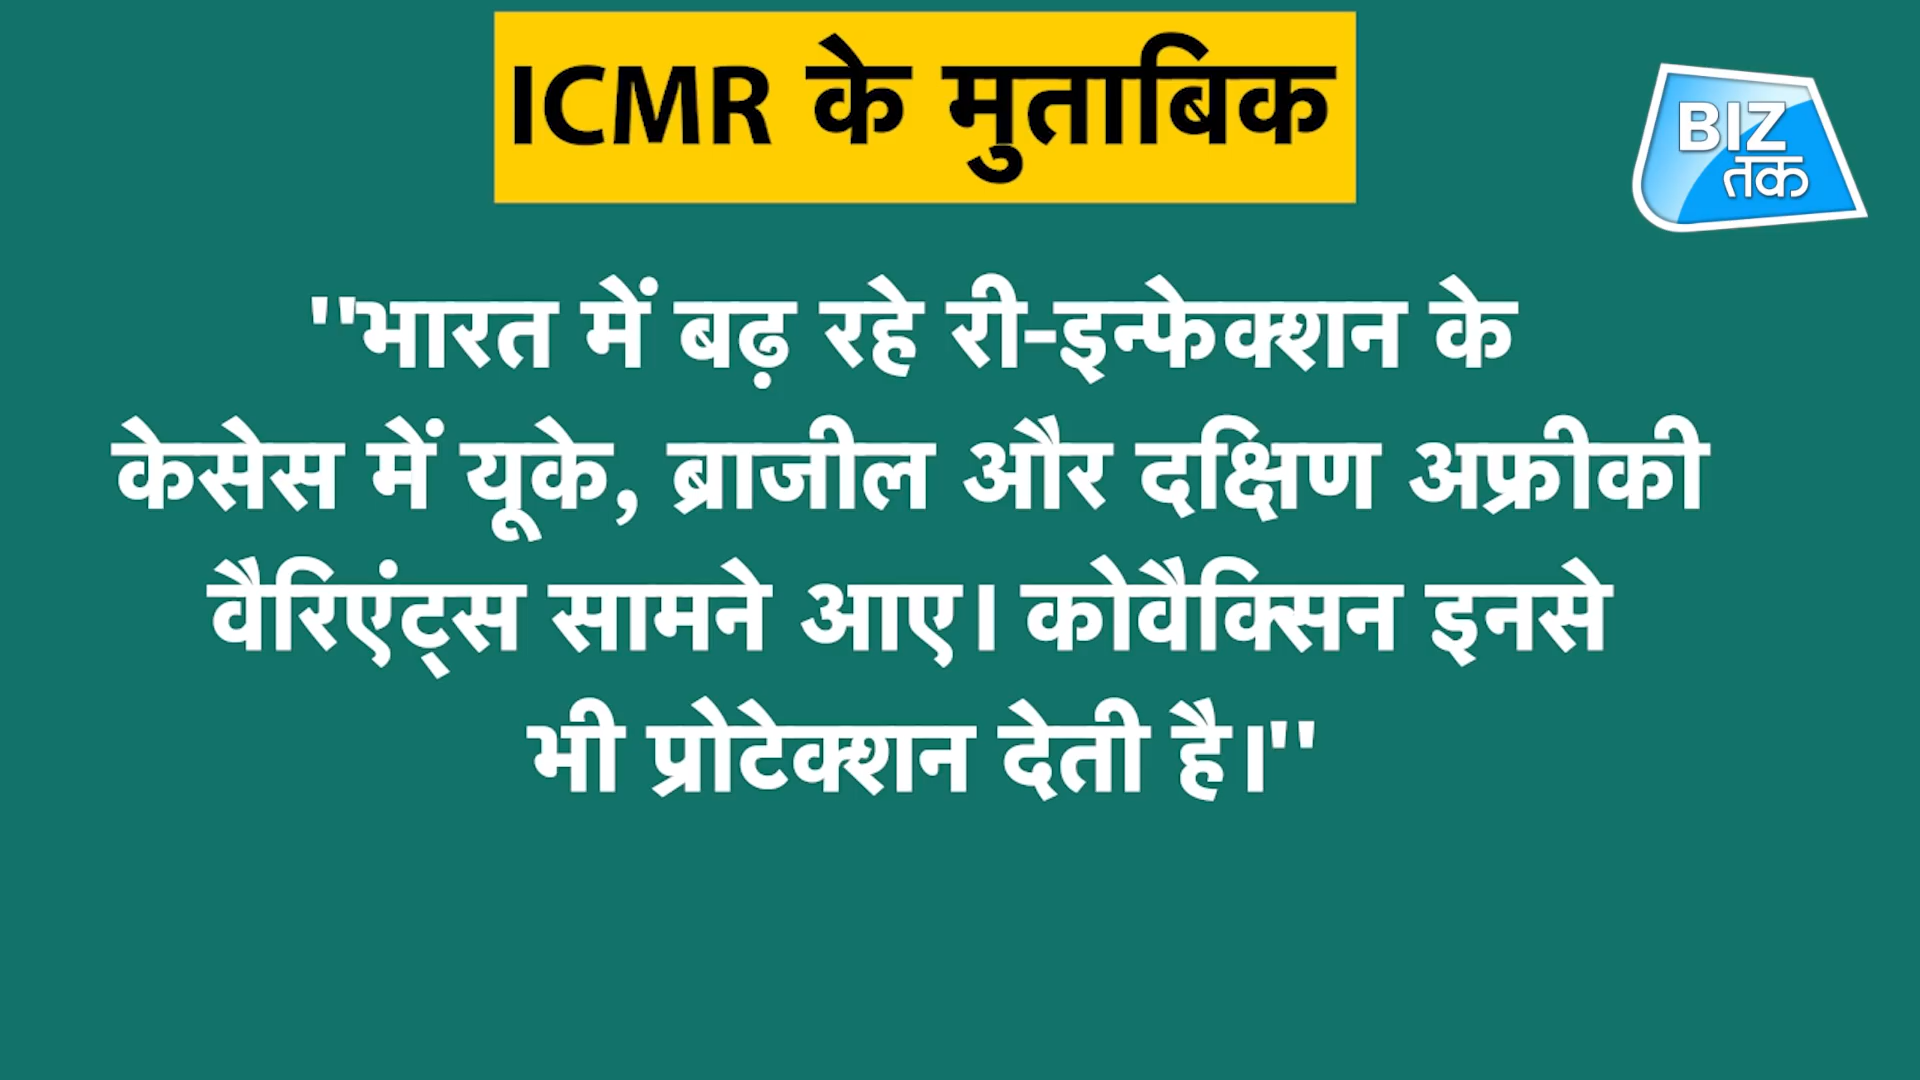 ICMR के मुताबिक
BIZ
तक
''भारत में बढ़ रहे री-इन्फेक्शन के
केसेस में यूके, ब्राजील और दक्षिण अफ्रीकी
वैरिएंट्स सामने आए। कोवैक्सिन इनसे
भी प्रोटेक्शन देती है।''